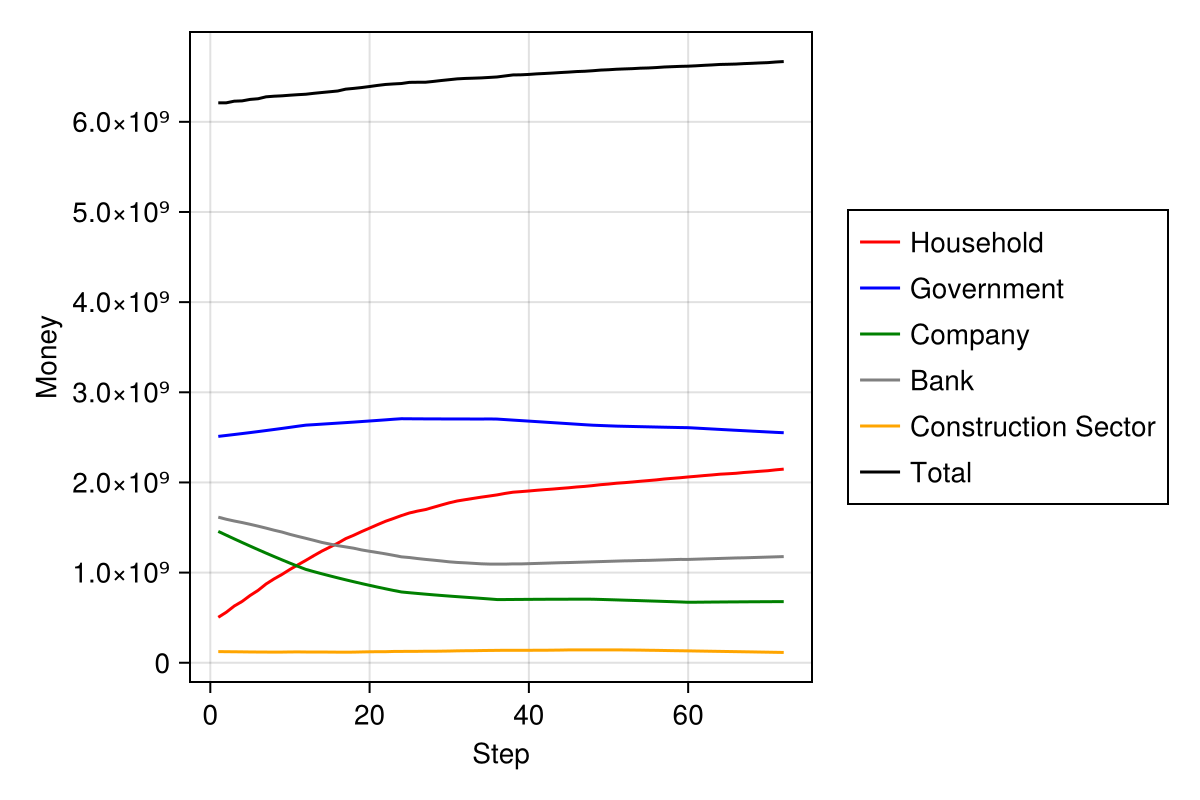 6.0×10⁹
5.0×10⁹
4.0×10⁹
3.0×10⁹
2.0×10⁹
1.0×10⁹
0
Money
0 20 40 60
Step
Household
Government
Company
Bank
Construction Sector
Total